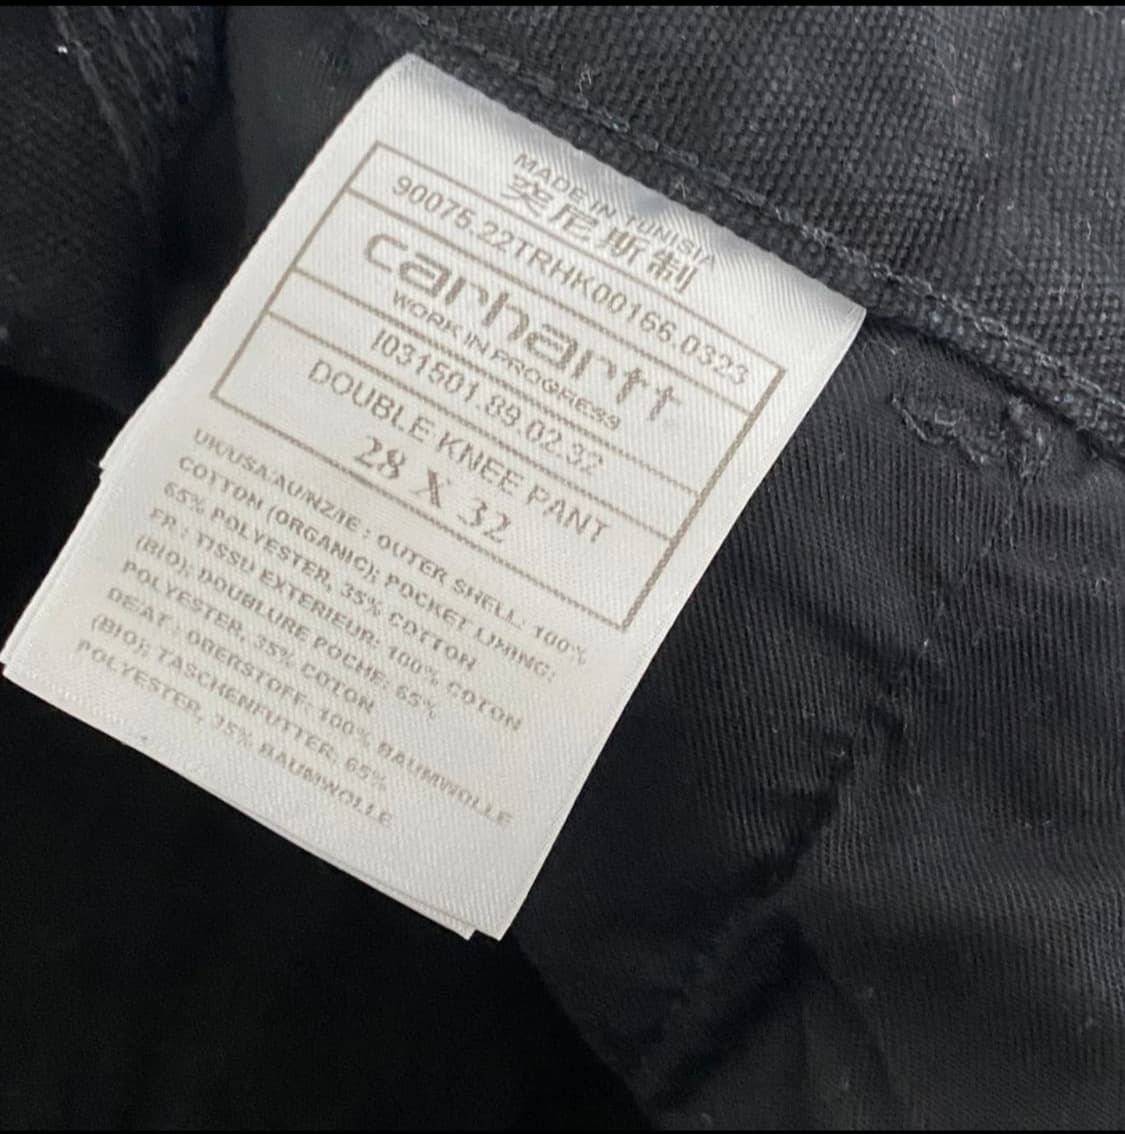 MADE IN TUNISIA
突尼斯制
90075.22TRHK00166.0323
carhartt
WORK IN PROGRESS
I031501.89.02.32
DOUBLE KNEE PANT
28 X 32
UK/USA/AU/NZ/IE : OUTER SHELL: 100%
COTTON (ORGANIC); POCKET LINING:
65% POLYESTER, 35% COTTON
FR : TISSU EXTERIEUR: 100% COTON
(BIO); DOUBLURE POCHE: 65%
POLYESTER, 35% COTON
DE/AT : OBERSTOFF: 100% BAUMWOLLE
(BIO); TASCHENFUTTER: 65%
POLYESTER, 35% BAUMWOLLE